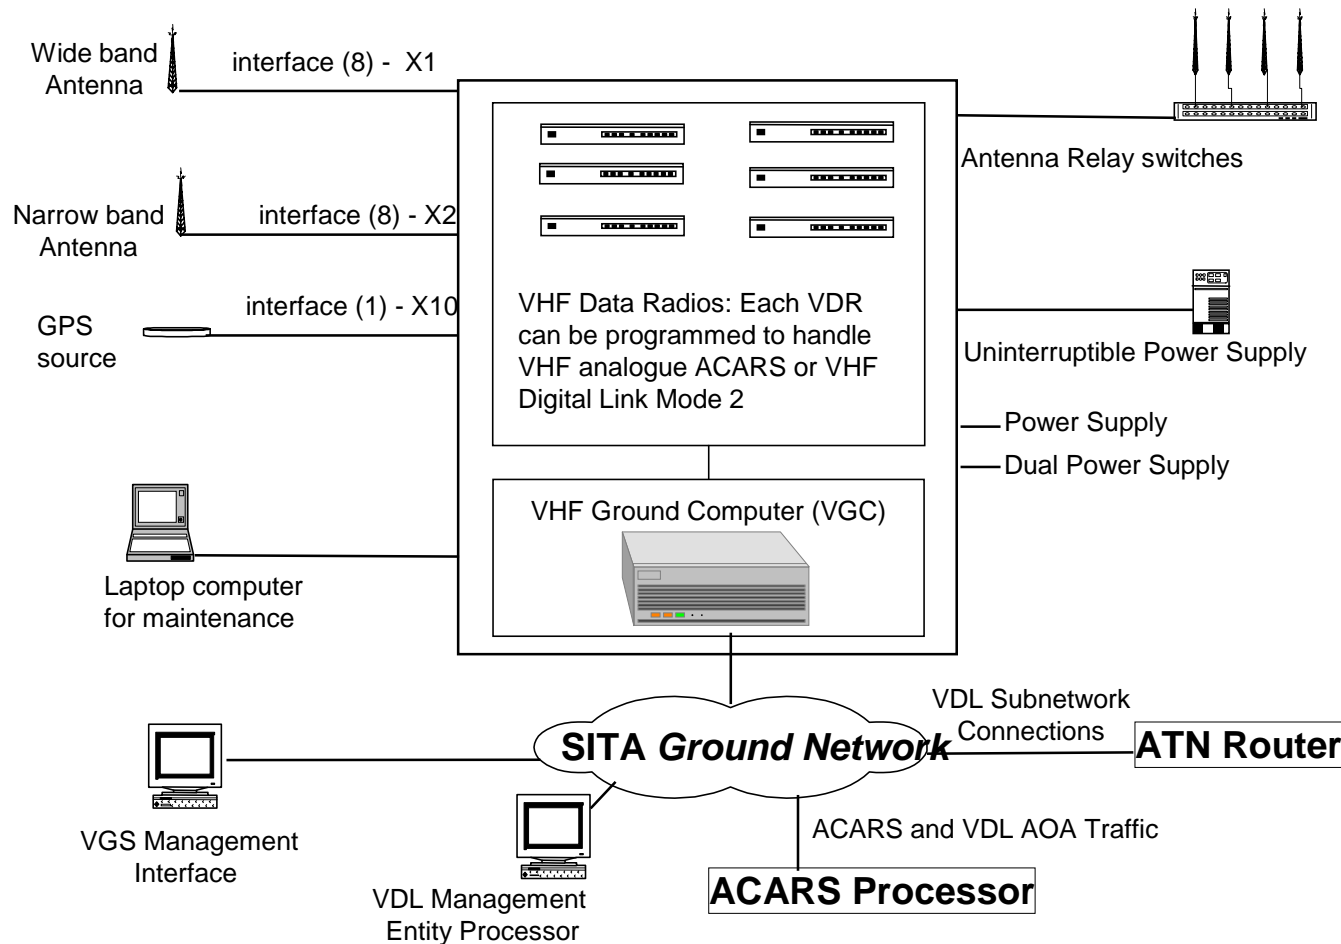 Wide band
Antenna
interface (8) - X1
Antenna Relay switches
Narrow band
Antenna
interface (8) - X2
GPS
source
interface (1) - X10
VHF Data Radios: Each VDR
can be programmed to handle
VHF analogue ACARS or VHF
Digital Link Mode 2
Uninterruptible Power Supply
Power Supply
Dual Power Supply
VHF Ground Computer (VGC)
Laptop computer
for maintenance
VDL Subnetwork
Connections
SITA Ground Network
ATN Router
VGS Management
Interface
ACARS and VDL AOA Traffic
ACARS Processor
VDL Management
Entity Processor